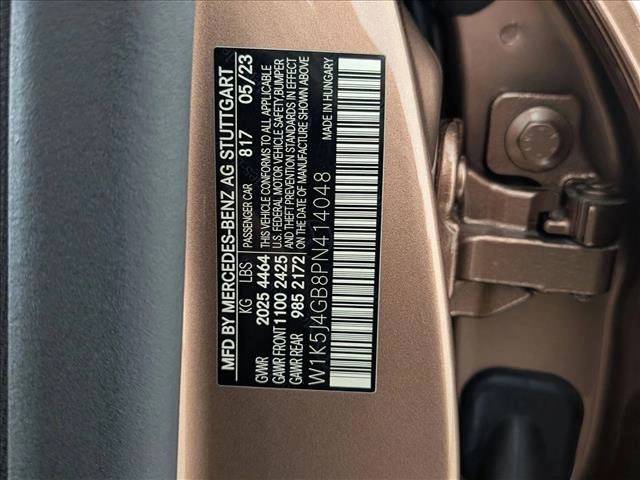 MFD BY MERCEDES-BENZ AG STUTTGART
PASSENGER CAR 817 05/23
KG LBS
GVWR 2025 4464
GAWR FRONT 1100 2425
GAWR REAR 985 2172
THIS VEHICLE CONFORMS TO ALL APPLICABLE
U.S. FEDERAL MOTOR VEHICLE SAFETY, BUMPER
AND THEFT PREVENTION STANDARDS IN EFFECT
ON THE DATE OF MANUFACTURE SHOWN ABOVE
W1K5J4GB8PN414048
MADE IN HUNGARY